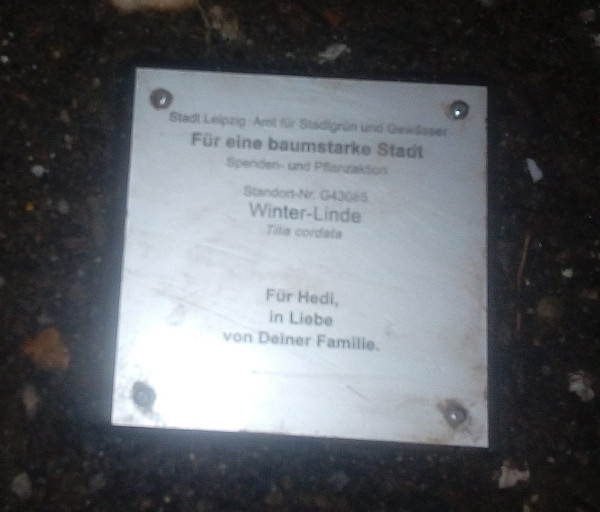 Stadt Leipzig · Amt für Stadtgrün und Gewässer
Für eine baumstarke Stadt
Spenden- und Pflanzaktion
Standort-Nr. G43085
Winter-Linde
Tilia cordata
Für Hedi,
in Liebe
von Deiner Familie.